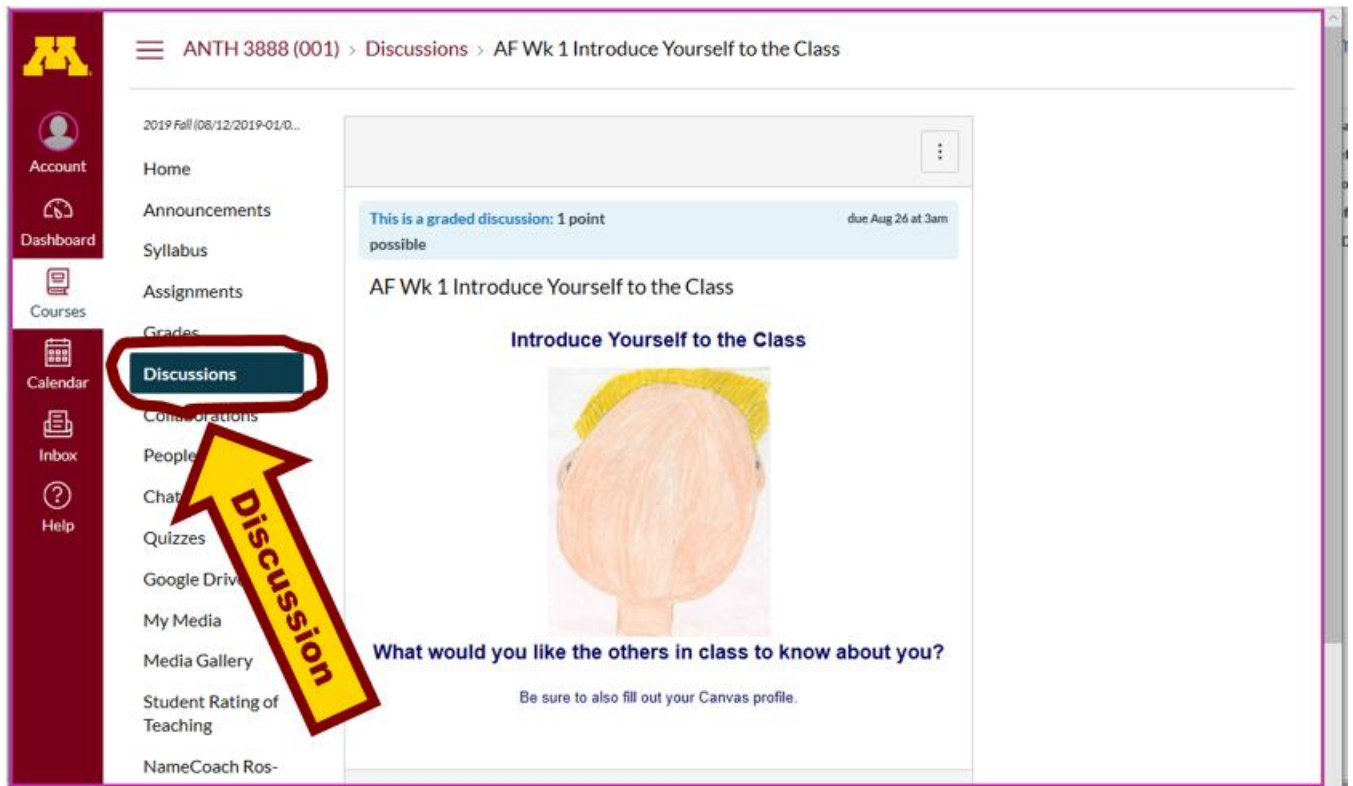 M
ANTH 3888 (001) > Discussions > AF Wk 1 Introduce Yourself to the Class
Account
Dashboard
Courses
Calendar
Inbox
Help
2019 Fall (08/12/2019-01/0...
Home
Announcements
Syllabus
Assignments
Grades
Discussions
Collaborations
People
Chat
Quizzes
Google Drive
My Media
Media Gallery
Student Rating of
Teaching
NameCoach Ros-
Discussion
This is a graded discussion: 1 point
possible
due Aug 26 at 3am
AF Wk 1 Introduce Yourself to the Class
Introduce Yourself to the Class
What would you like the others in class to know about you?
Be sure to also fill out your Canvas profile.